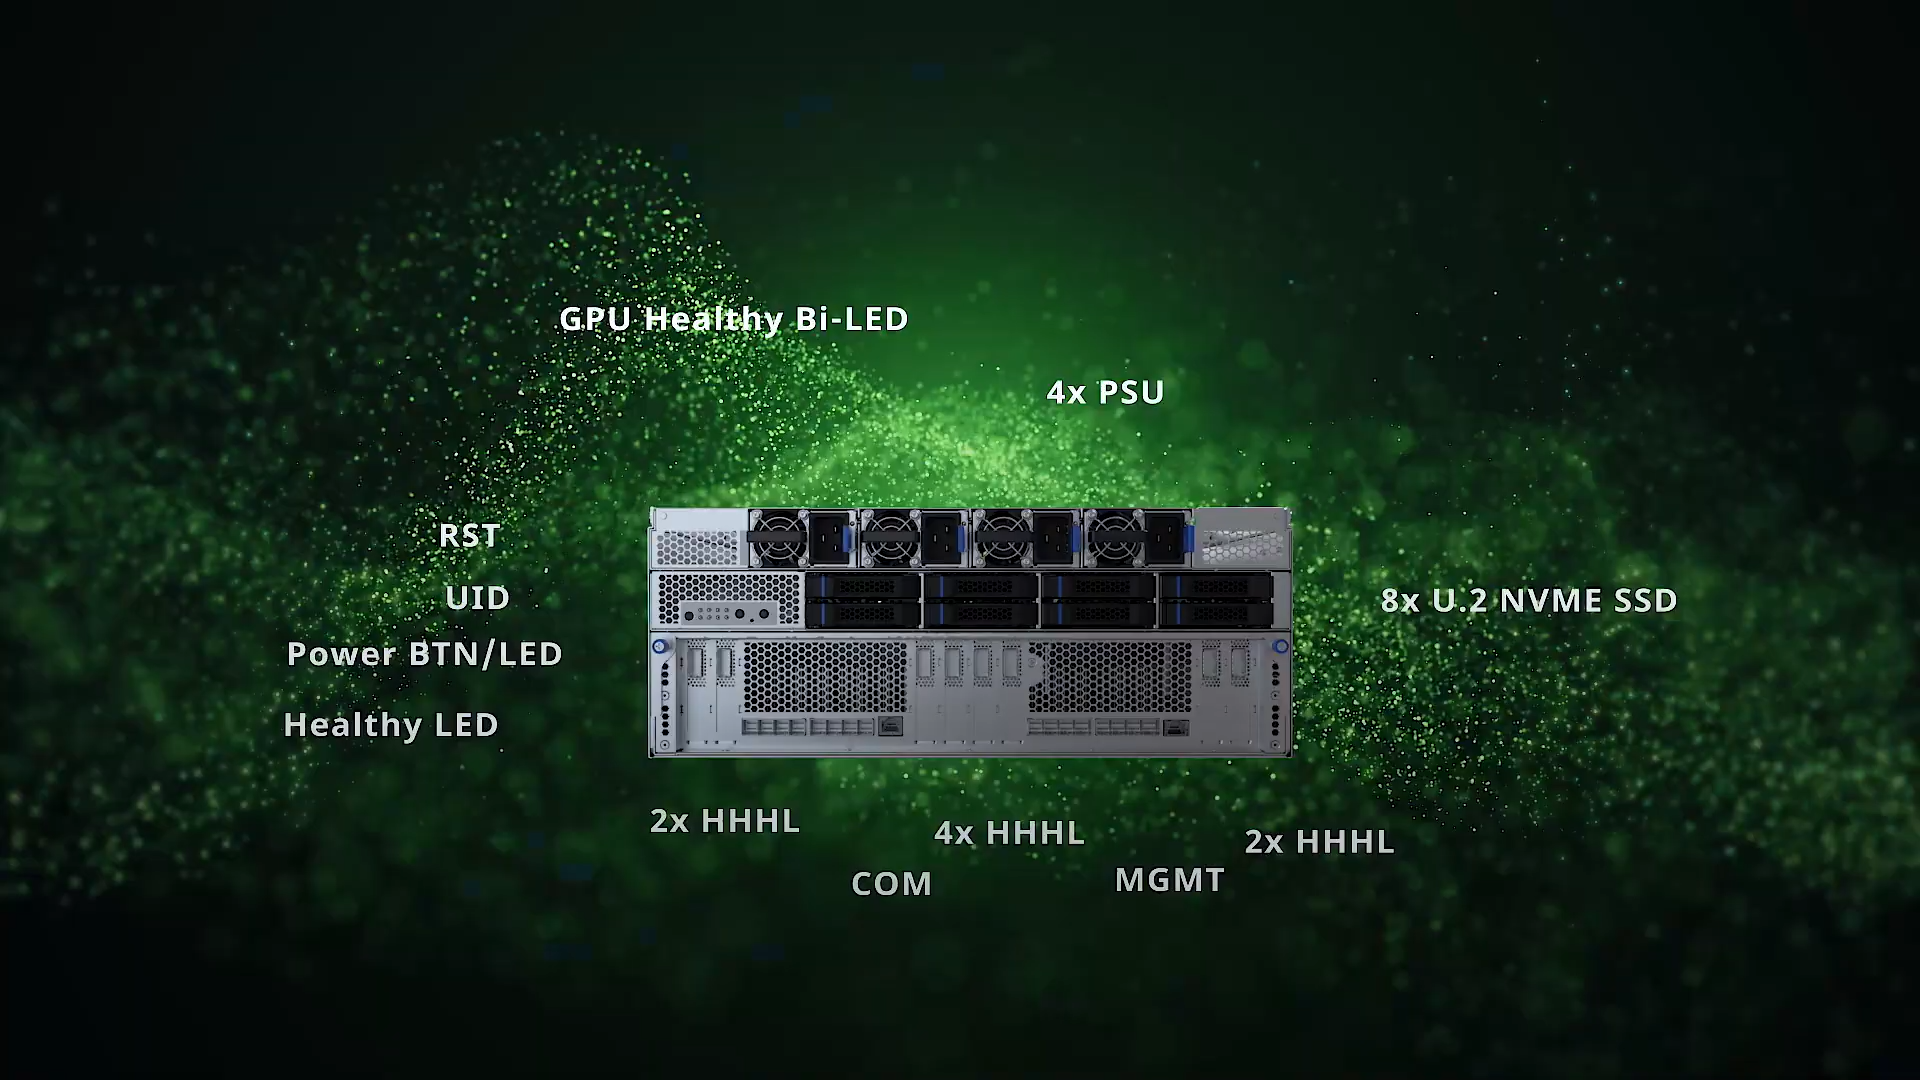 GPU Healthy Bi-LED
4x PSU
RST
UID
8x U.2 NVME SSD
Power BTN/LED
Healthy LED
2x HHHL
4x HHHL
2x HHHL
COM
MGMT